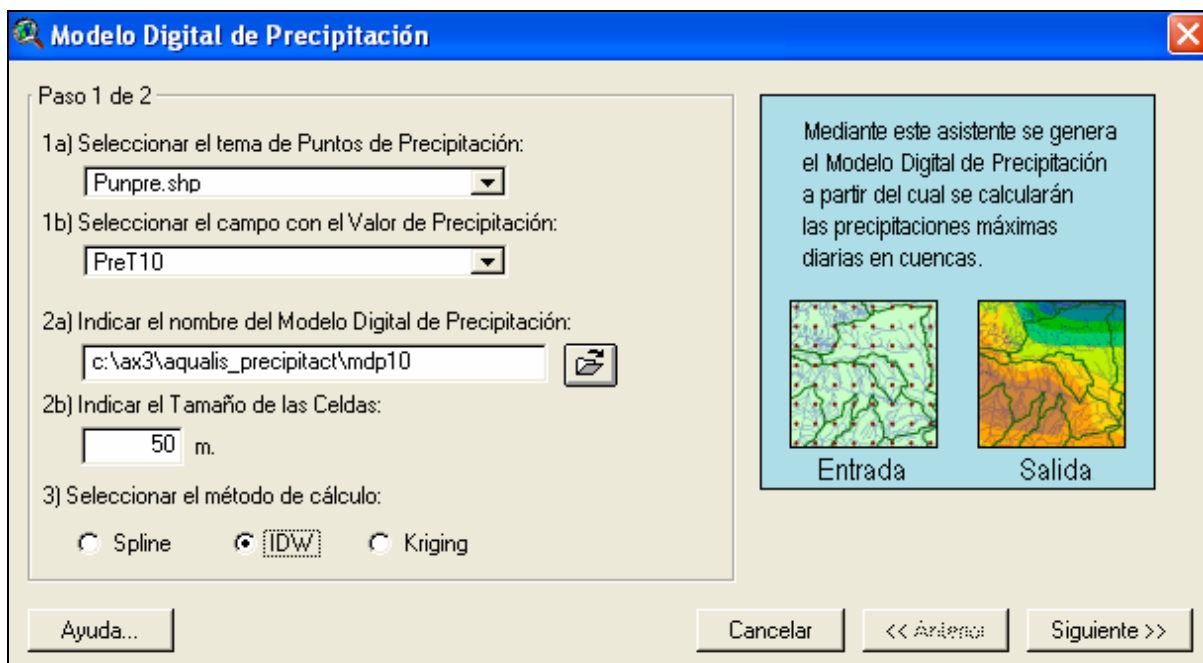 Modelo Digital de Precipitación
Paso 1 de 2
1a) Seleccionar el tema de Puntos de Precipitación:
Punpre.shp
1b) Seleccionar el campo con el Valor de Precipitación:
PreT10
2a) Indicar el nombre del Modelo Digital de Precipitación:
c:\ax3\aqualis_precipitact\mdp10
2b) Indicar el Tamaño de las Celdas:
50 m.
3) Seleccionar el método de cálculo:
Spline IDW Kriging
Mediante este asistente se genera
el Modelo Digital de Precipitación
a partir del cual se calcularán
las precipitaciones máximas
diarias en cuencas.
Entrada Salida
Ayuda... Cancelar << Anterior Siguiente >>